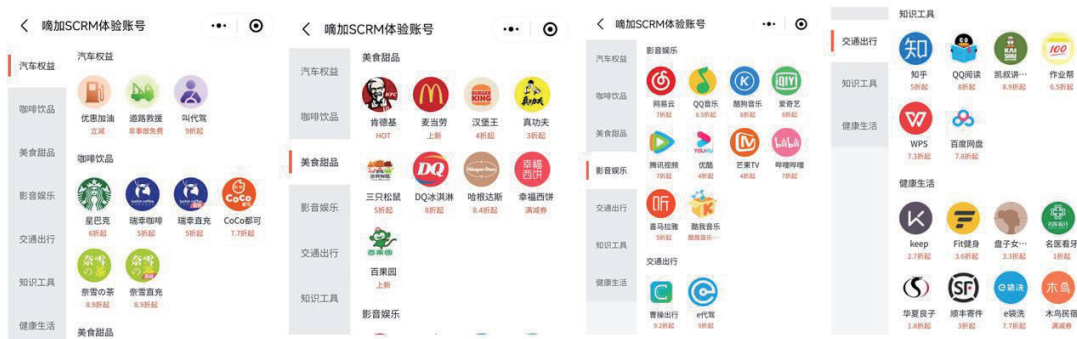 嘀加SCRM体验账号
汽车权益
咖啡饮品
美食甜品
影音娱乐
交通出行
知识工具
健康生活
汽车权益
优惠加油 道路救援 叫代驾
立减 非事故免费 9折起
咖啡饮品
星巴克 瑞幸咖啡 瑞幸直充 CoCo都可
6折起 5折起 5折起 7.7折起
奈雪の茶 奈雪直充
8.9折起 8.9折起
美食甜品
嘀加SCRM体验账号
汽车权益
咖啡饮品
美食甜品
影音娱乐
交通出行
知识工具
美食甜品
肯德基 麦当劳 汉堡王 真功夫
HOT 上新 4折起 3折起
三只松鼠 DQ冰淇淋 哈根达斯 幸福西饼
5折起 8折起 8.4折起 满减券
百果园
上新
影音娱乐
嘀加SCRM体验账号
汽车权益
咖啡饮品
美食甜品
影音娱乐
交通出行
知识工具
健康生活
影音娱乐
网易云 QQ音乐 酷狗音乐 爱奇艺
7折起 8.5折起 6折起 6折起
腾讯视频 优酷 芒果TV 哔哩哔哩
7折起 4折起 4折起 7折起
喜马拉雅 酷我音乐
5折起 酷我音乐…
交通出行
曹操出行 e代驾
9.2折起 9折起
交通出行
知识工具
健康生活
知识工具
知乎 QQ阅读 凯叔讲… 作业帮
5折起 8折起 8.9折起 6.5折起
WPS 百度网盘
7.3折起 7.8折起
健康生活
keep Fit健身 盘子女… 名医看牙
2.7折起 3.6折起 3.3折起 1折起
华夏良子 顺丰寄件 e袋洗 木鸟民宿
1.8折起 3折起 7.7折起 满减券